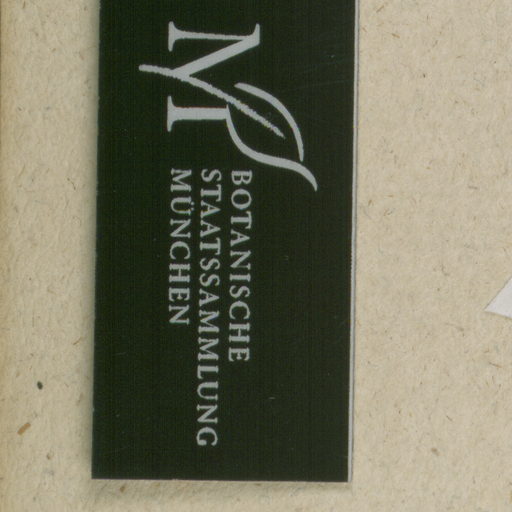 M
BOTANISCHE
STAATSSAMMLUNG
MÜNCHEN